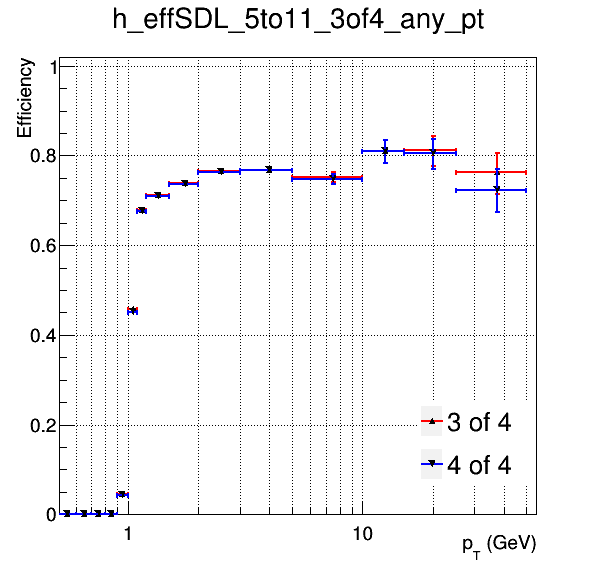 h_effSDL_5to11_3of4_any_pt
Efficiency
1
0.8
0.6
0.4
0.2
0
3 of 4
4 of 4
1
10
p_T (GeV)